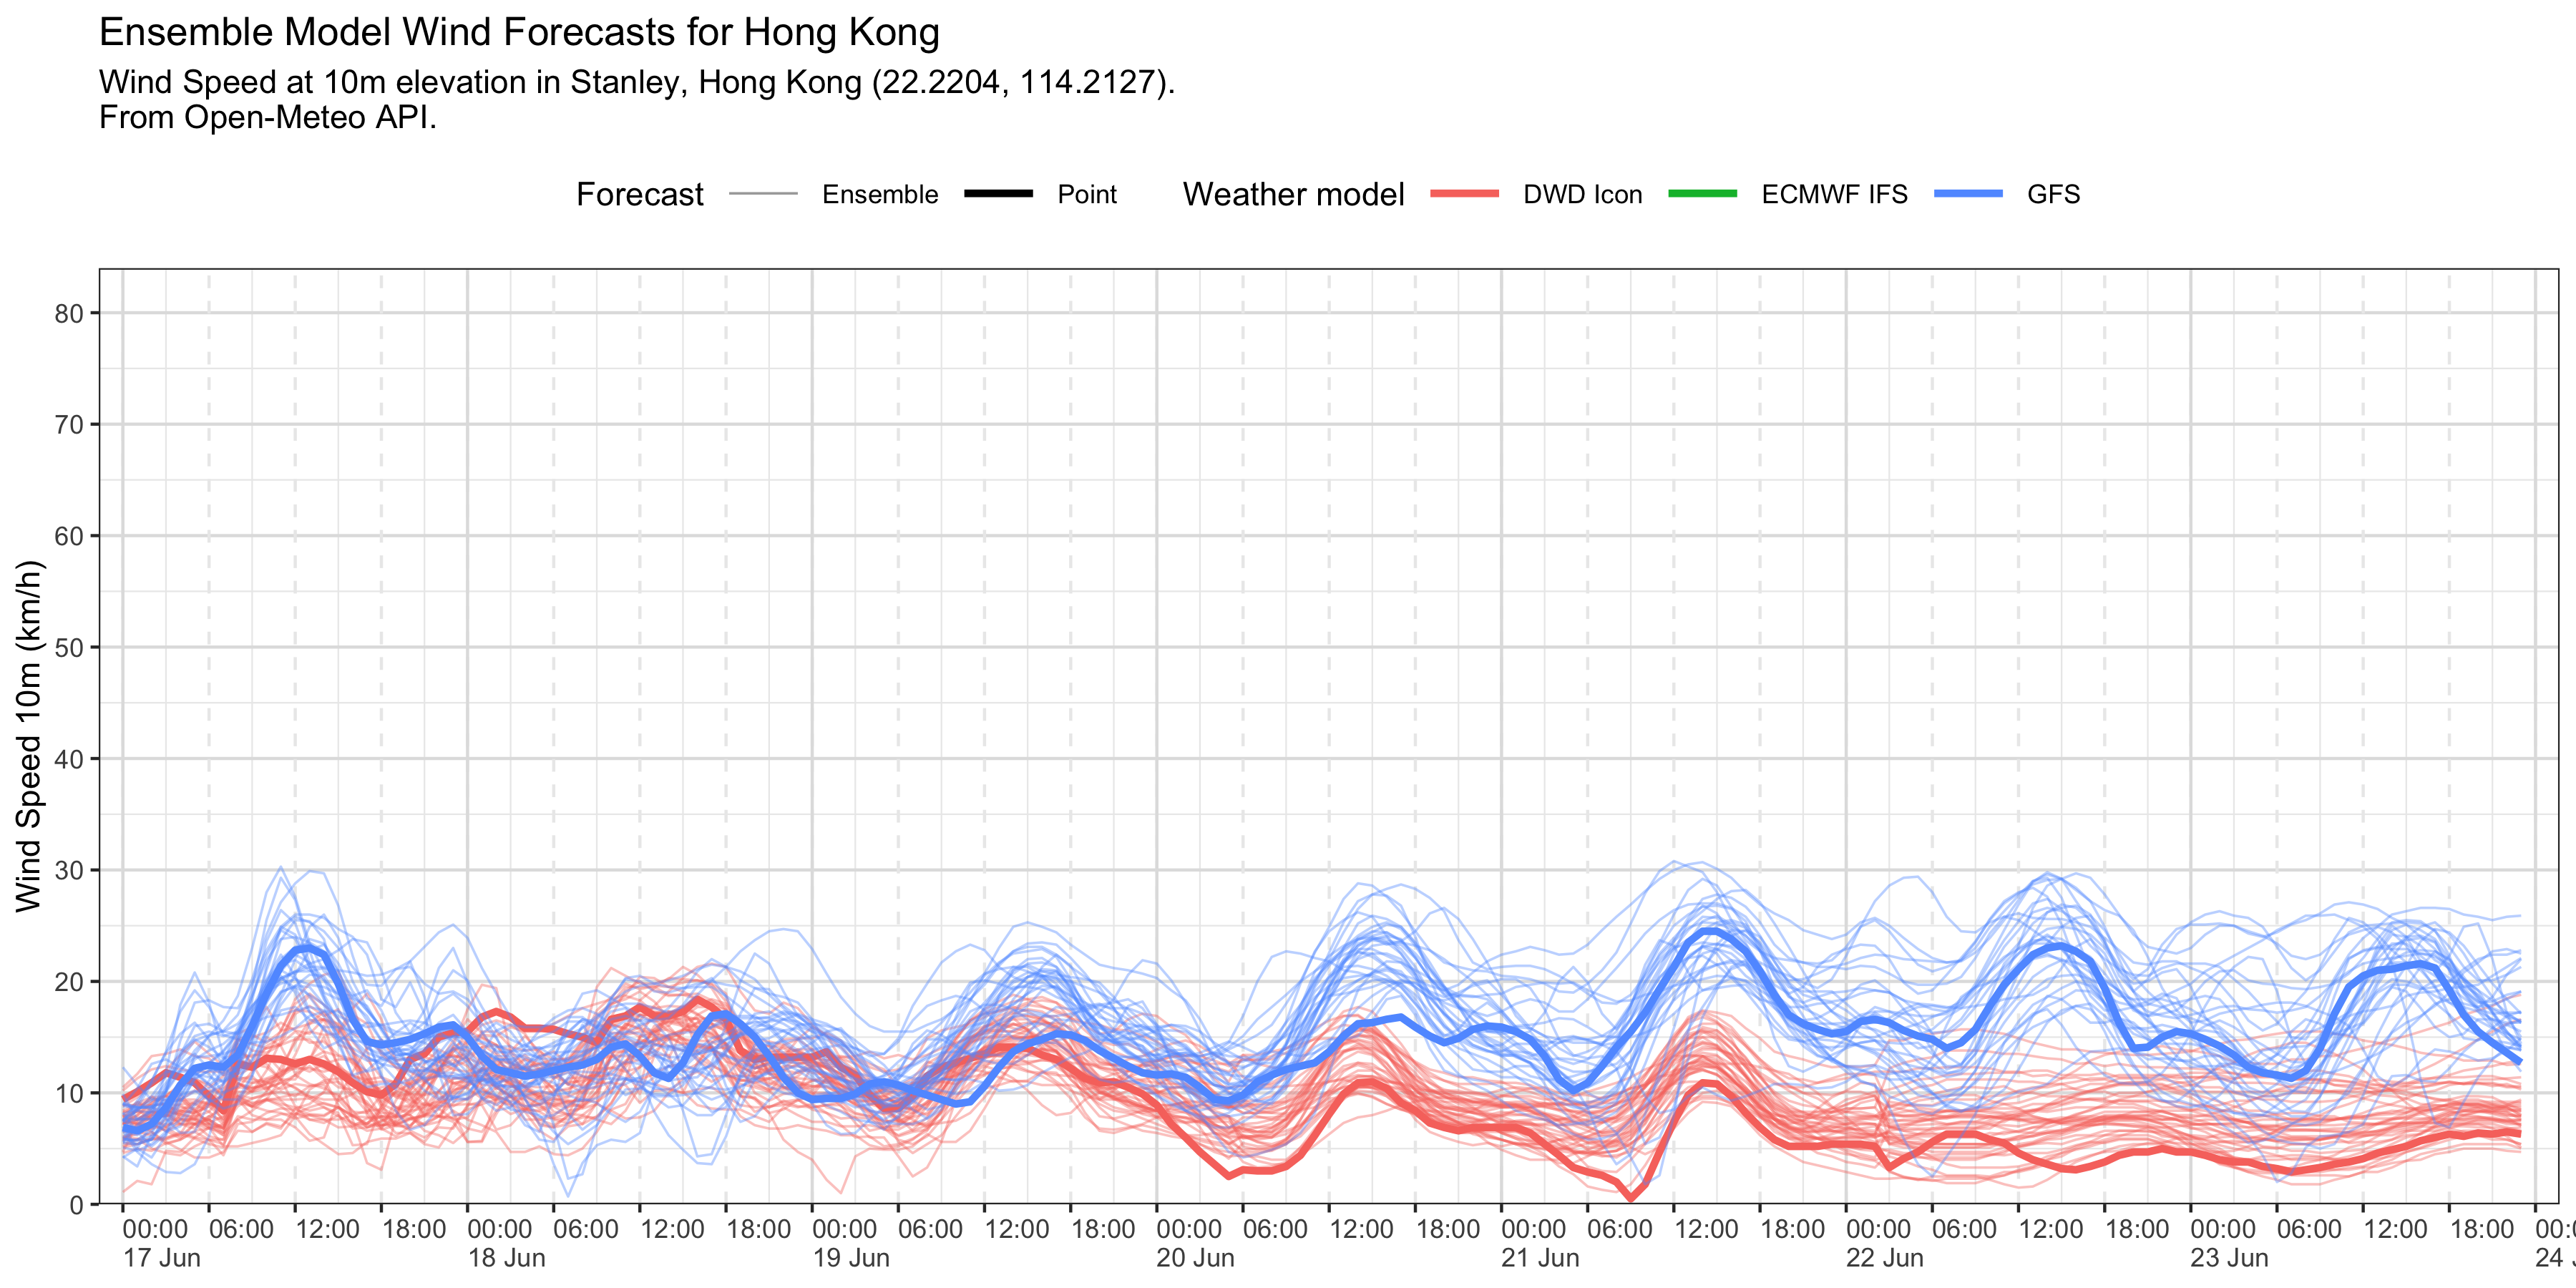 Ensemble Model Wind Forecasts for Hong Kong
Wind Speed at 10m elevation in Stanley, Hong Kong (22.2204, 114.2127).
From Open-Meteo API.
Forecast Ensemble Point Weather model DWD Icon ECMWF IFS GFS
Wind Speed 10m (km/h)
80
70
60
50
40
30
20
10
0
00:00 06:00 12:00 18:00 00:00 06:00 12:00 18:00 00:00 06:00 12:00 18:00 00:00 06:00 12:00 18:00 00:00 06:00 12:00 18:00 00:00 06:00 12:00 18:00 00:00 06:00 12:00 18:00 00:0
17 Jun 18 Jun 19 Jun 20 Jun 21 Jun 22 Jun 23 Jun 24